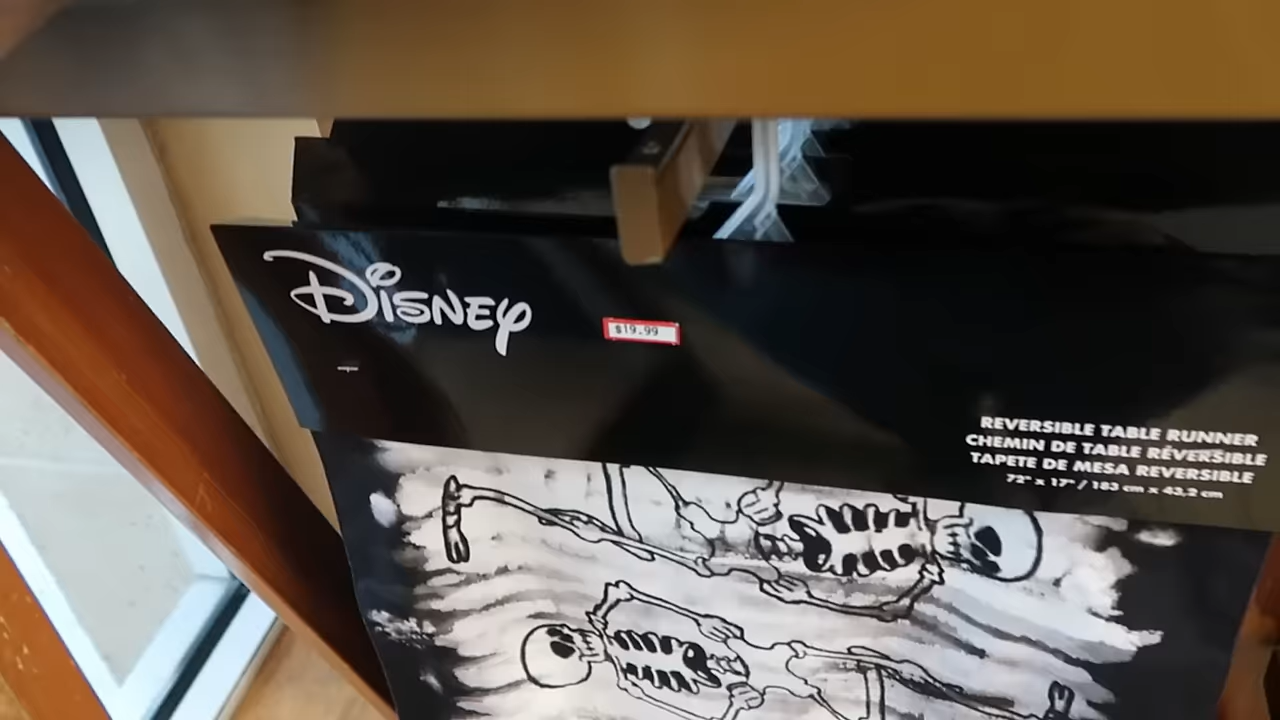 DISNEY
$19.99
REVERSIBLE TABLE RUNNER
CHEMIN DE TABLE RÉVERSIBLE
TAPETE DE MESA REVERSIBLE
72" x 17" / 183 cm x 43,2 cm